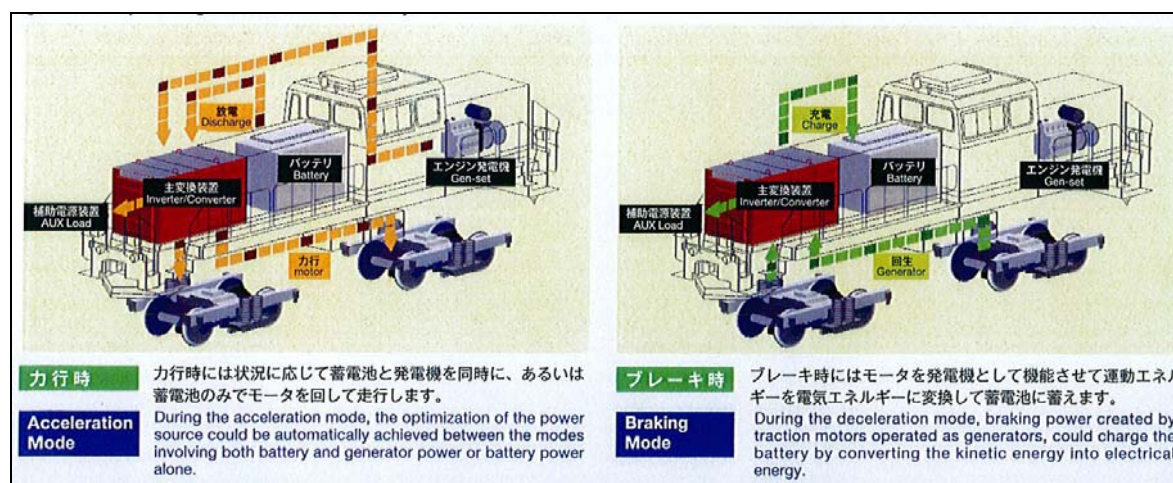 放電
Discharge
バッテリ
Battery
エンジン発電機
Gen-set
主変換装置
Inverter/Converter
補助電源装置
AUX Load
力行
motor
力行時
Acceleration
Mode
力行時には状況に応じて蓄電池と発電機を同時に、あるいは
蓄電池のみでモータを回して走行します。
During the acceleration mode, the optimization of the power
source could be automatically achieved between the modes
involving both battery and generator power or battery power
alone.
充電
Charge
バッテリ
Battery
エンジン発電機
Gen-set
主変換装置
Inverter/Converter
補助電源装置
AUX Load
回生
Generator
ブレーキ時
Braking
Mode
ブレーキ時にはモータを発電機として機能させて運動エネル
ギーを電気エネルギーに変換して蓄電池に蓄えます。
During the deceleration mode, braking power created by
traction motors operated as generators, could charge the
battery by converting the kinetic energy into electrical
energy.